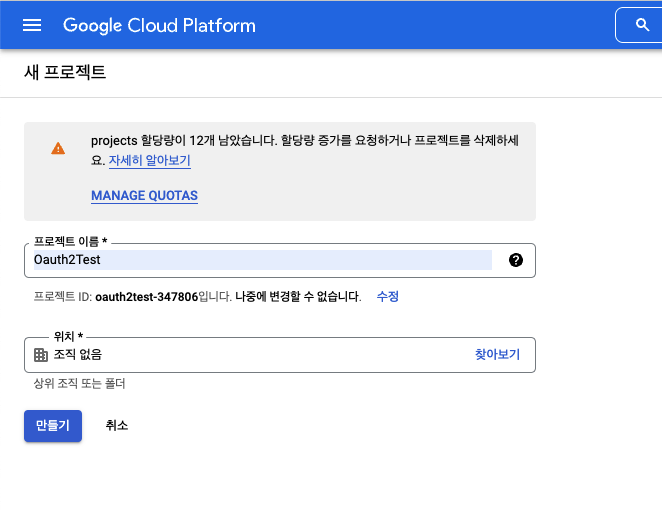 Google Cloud Platform
새 프로젝트
projects 할당량이 12개 남았습니다. 할당량 증가를 요청하거나 프로젝트를 삭제하세
요. 자세히 알아보기
MANAGE QUOTAS
프로젝트 이름 *
Oauth2Test
프로젝트 ID: oauth2test-347806입니다. 나중에 변경할 수 없습니다. 수정
위치 *
조직 없음 찾아보기
상위 조직 또는 폴더
만들기 취소